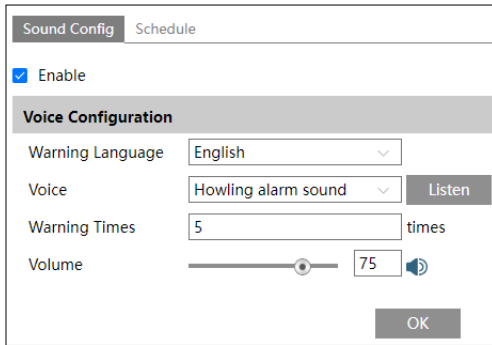 Sound Config Schedule
Enable
Voice Configuration
Warning Language English
Voice Howling alarm sound Listen
Warning Times 5 times
Volume 75
OK